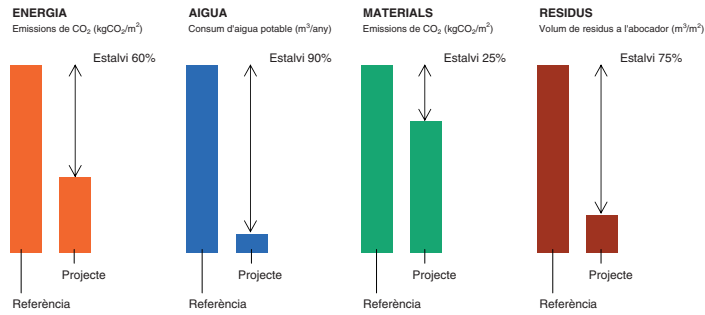 ENERGIA
Emissions de CO₂ (kgCO₂/m²)
Estalvi 60%
Projecte
Referència
AIGUA
Consum d'aigua potable (m³/any)
Estalvi 90%
Projecte
Referència
MATERIALS
Emissions de CO₂ (kgCO₂/m²)
Estalvi 25%
Projecte
Referència
RESIDUS
Volum de residus a l'abocador (m³/m²)
Estalvi 75%
Projecte
Referència